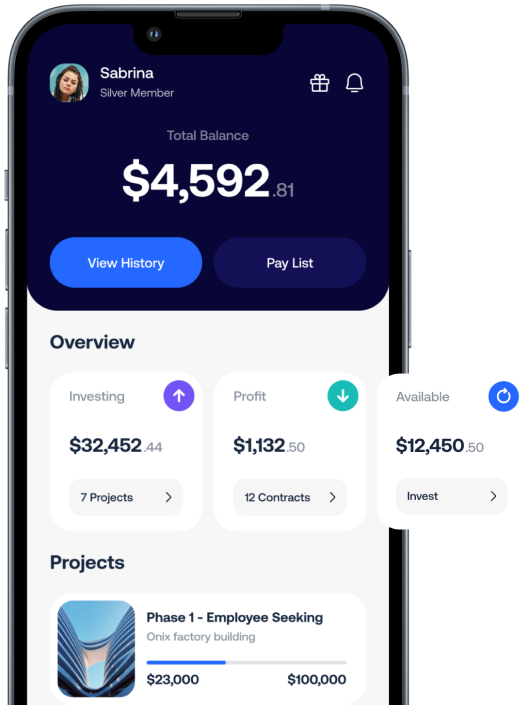 Sabrina
Silver Member
Total Balance
$4,592.81
View History
Pay List
Overview
Investing
$32,452.44
7 Projects
Profit
$1,132.50
12 Contracts
Available
$12,450.50
Invest
Projects
Phase 1 - Employee Seeking
Onix factory building
$23,000 $100,000